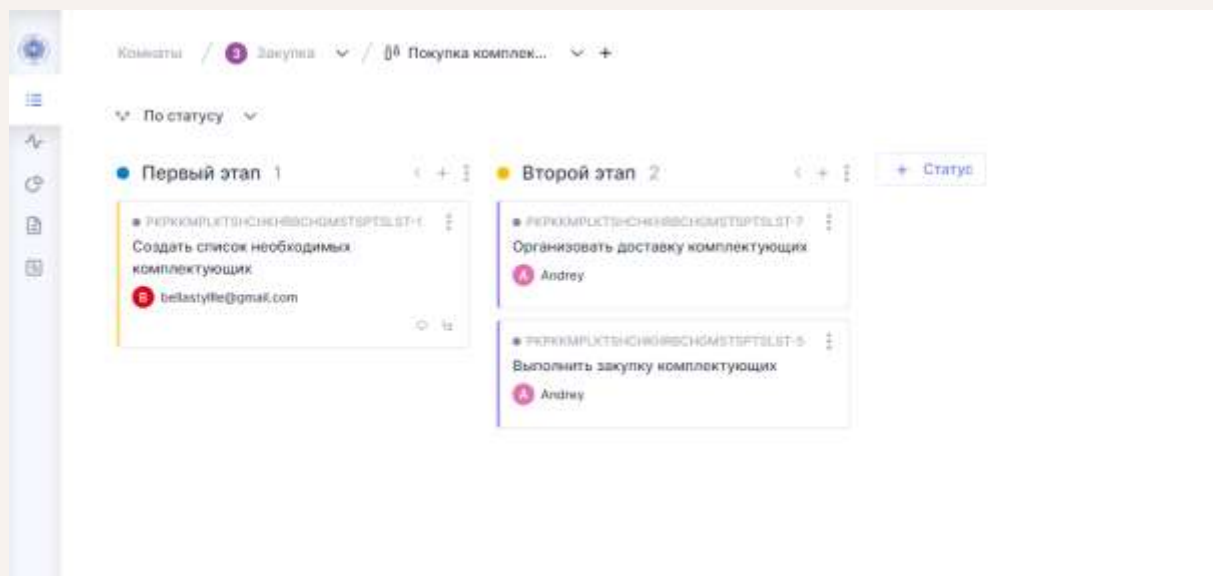 Комнаты / З Закупка / Покупка комплек... +
По статусу
Первый этап 1
Создать список необходимых
комплектующих
B bellastyllle@gmail.com
Второй этап 2
Организовать доставку комплектующих
A Andrey
Выполнить закупку комплектующих
A Andrey
+ Статус